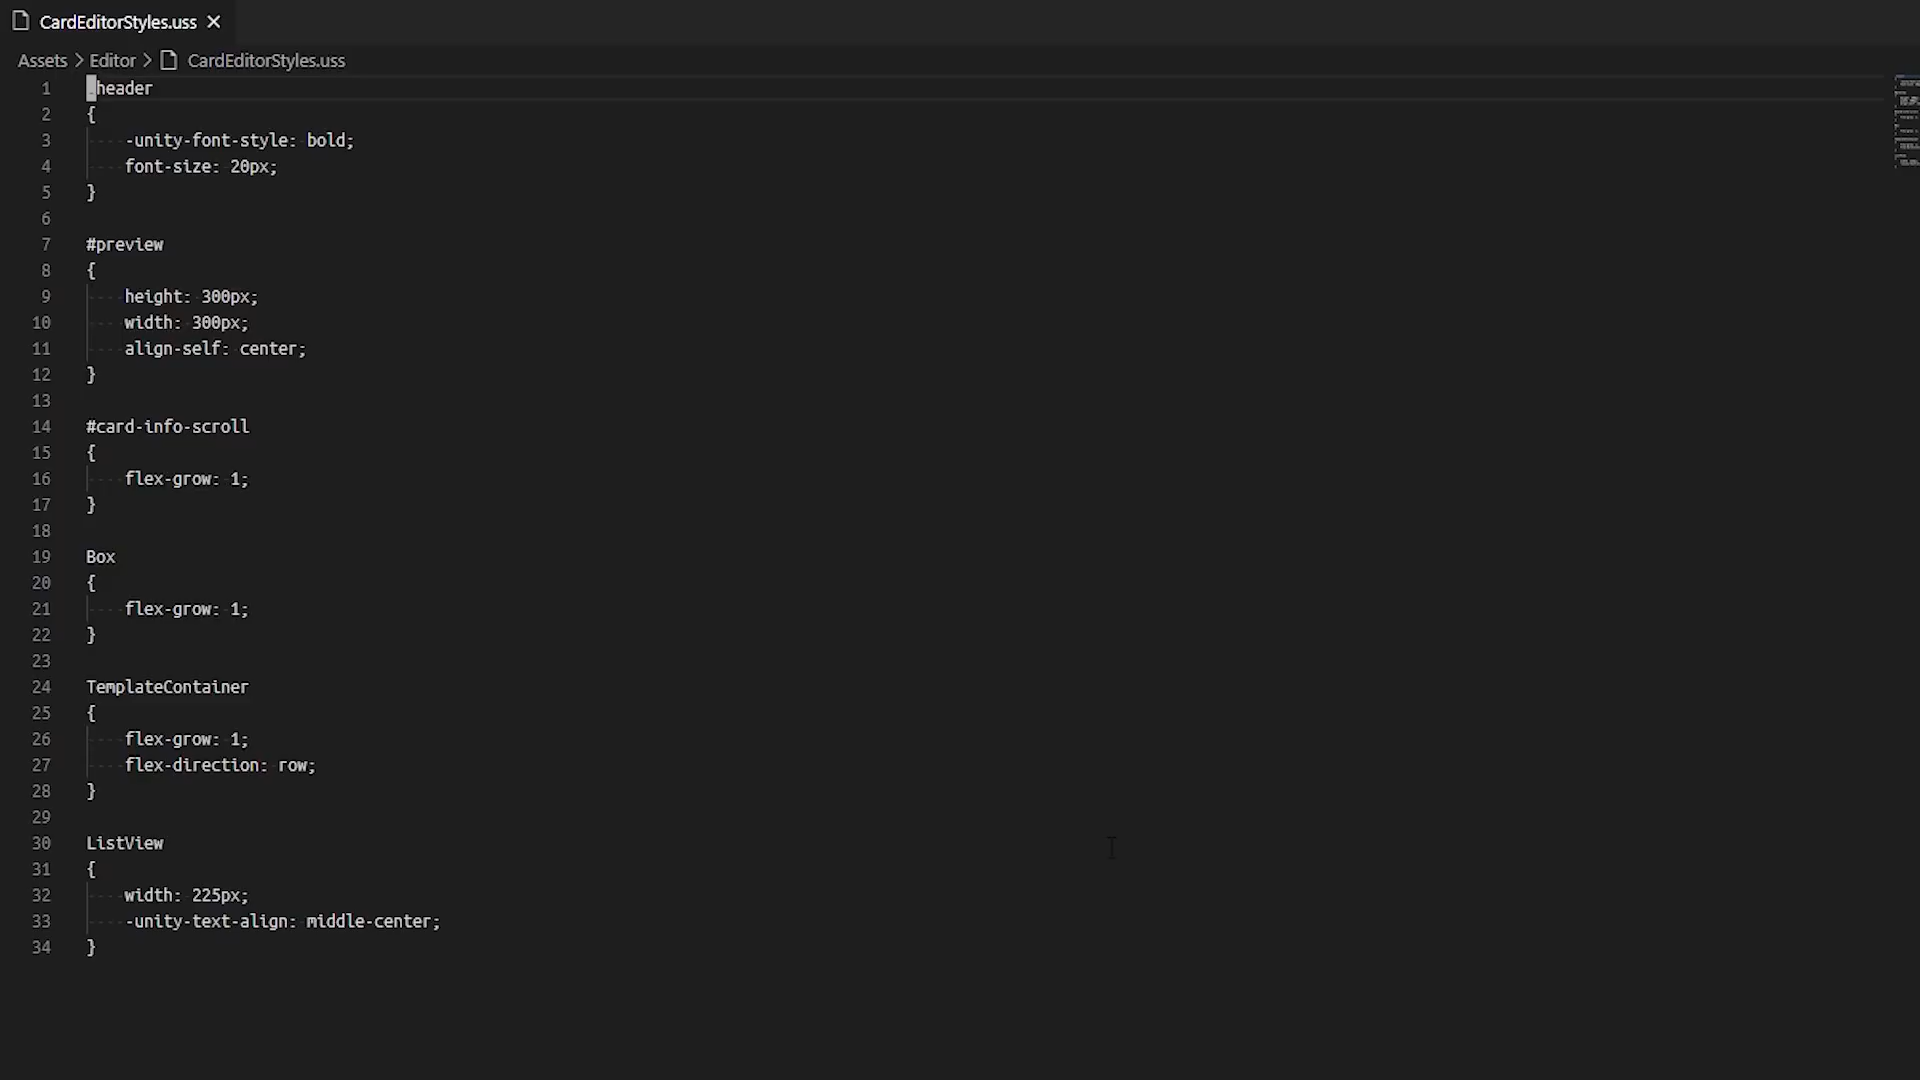 CardEditorStyles.uss
Assets > Editor > CardEditorStyles.uss
1 .header
2 {
3 -unity-font-style: bold;
4 font-size: 20px;
5 }
6
7 #preview
8 {
9 height: 300px;
10 width: 300px;
11 align-self: center;
12 }
13
14 #card-info-scroll
15 {
16 flex-grow: 1;
17 }
18
19 Box
20 {
21 flex-grow: 1;
22 }
23
24 TemplateContainer
25 {
26 flex-grow: 1;
27 flex-direction: row;
28 }
29
30 ListView
31 {
32 width: 225px;
33 -unity-text-align: middle-center;
34 }